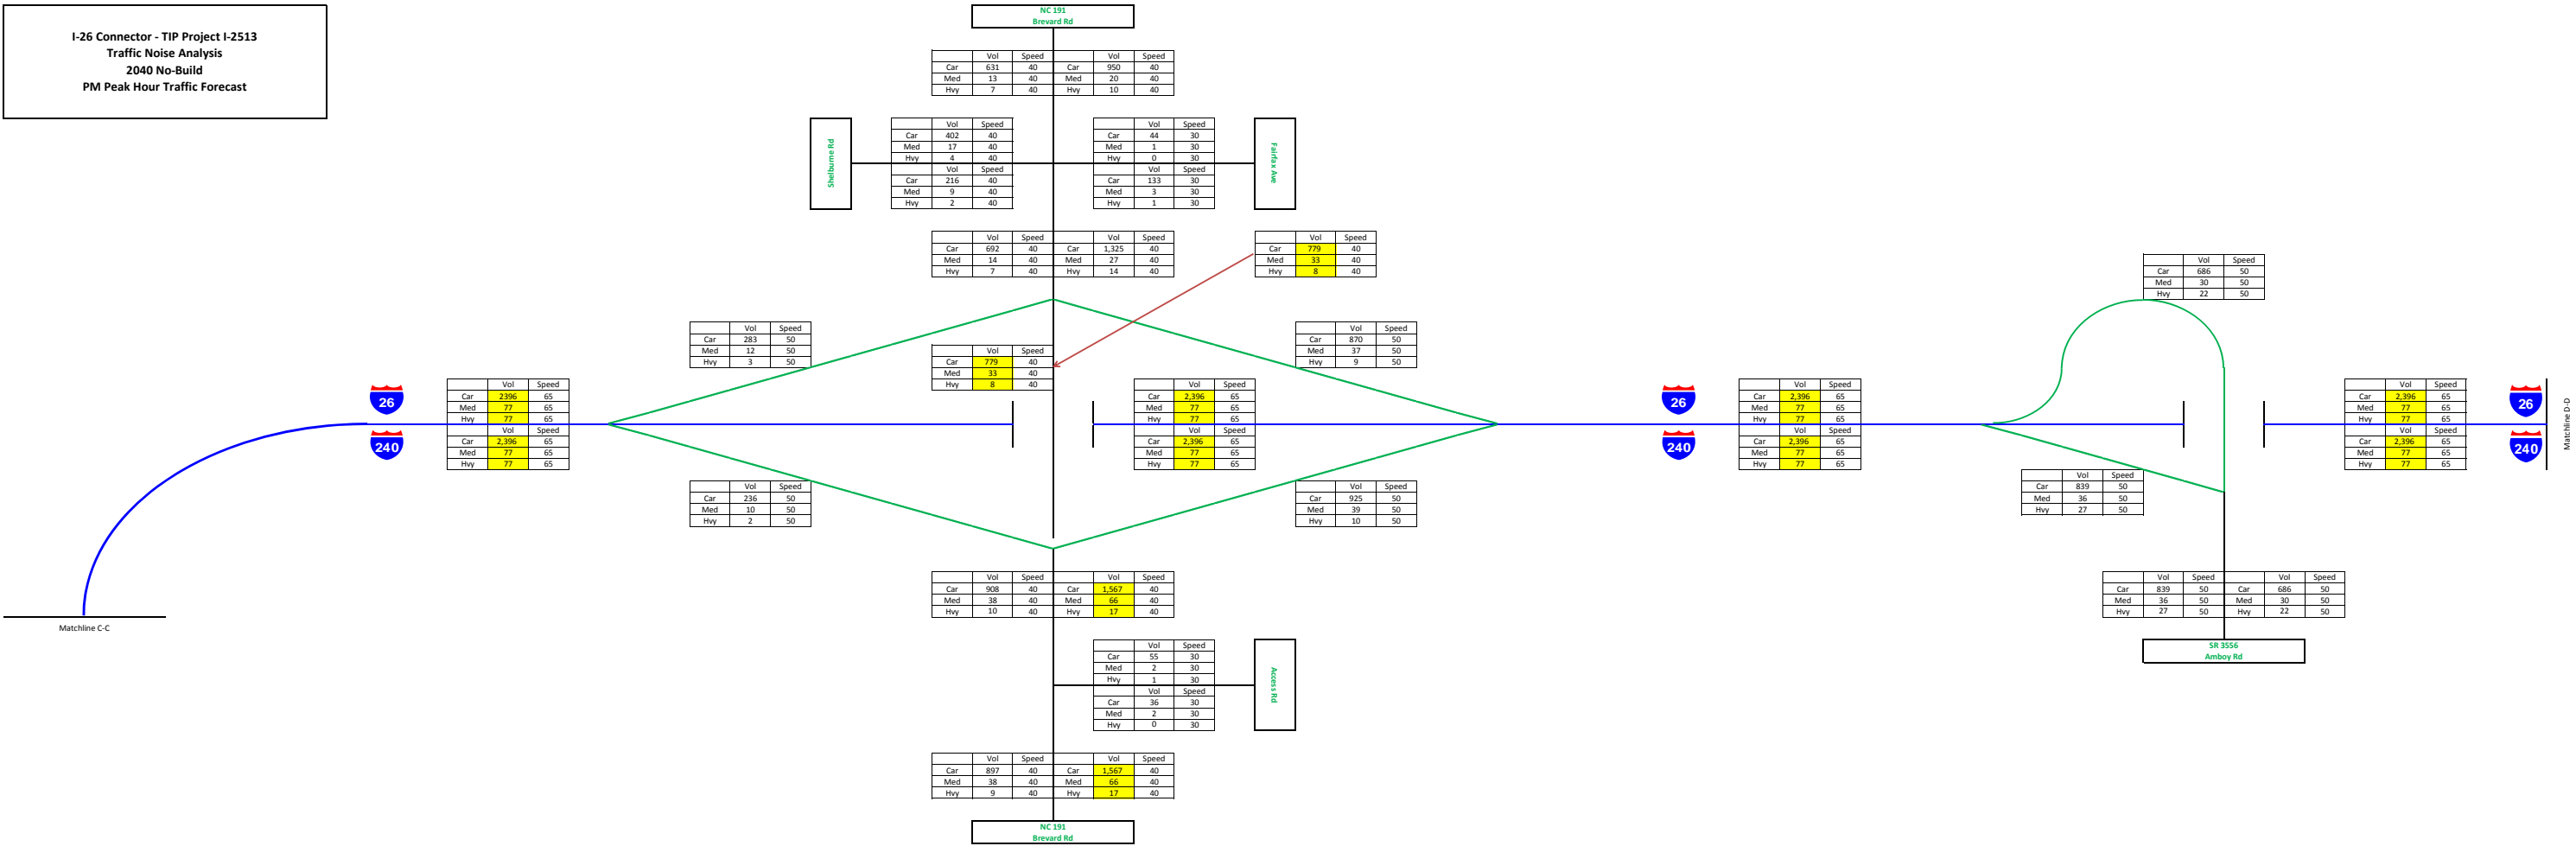 I-26 Connector - TIP Project I-2513
Traffic Noise Analysis
2040 No-Build
PM Peak Hour Traffic Forecast
NC 191
Brevard Rd
Vol Speed Vol Speed
Car 631 40 Car 950 40
Med 13 40 Med 20 40
Hvy 7 40 Hvy 10 40
Shelburne Rd
Vol Speed
Car 402 40
Med 17 40
Hvy 4 40
Vol Speed
Car 216 40
Med 9 40
Hvy 2 40
Vol Speed
Car 44 30
Med 1 30
Hvy 0 30
Vol Speed
Car 133 30
Med 3 30
Hvy 1 30
Fairfax Ave
Vol Speed Vol Speed
Car 692 40 Car 1,325 40
Med 14 40 Med 27 40
Hvy 7 40 Hvy 14 40
Vol Speed
Car 779 40
Med 33 40
Hvy 8 40
Vol Speed
Car 686 50
Med 30 50
Hvy 22 50
Vol Speed
Car 283 50
Med 12 50
Hvy 3 50
Vol Speed
Car 779 40
Med 33 40
Hvy 8 40
Vol Speed
Car 870 50
Med 37 50
Hvy 9 50
26
240
Vol Speed
Car 2396 65
Med 77 65
Hvy 77 65
Vol Speed
Car 2,396 65
Med 77 65
Hvy 77 65
Vol Speed
Car 2,396 65
Med 77 65
Hvy 77 65
Vol Speed
Car 2,396 65
Med 77 65
Hvy 77 65
26
240
Vol Speed
Car 2,396 65
Med 77 65
Hvy 77 65
Vol Speed
Car 2,396 65
Med 77 65
Hvy 77 65
Vol Speed
Car 2,396 65
Med 77 65
Hvy 77 65
Vol Speed
Car 2,396 65
Med 77 65
Hvy 77 65
26
240
Matchline D-D
Vol Speed
Car 236 50
Med 10 50
Hvy 2 50
Vol Speed
Car 925 50
Med 39 50
Hvy 10 50
Vol Speed
Car 839 50
Med 36 50
Hvy 27 50
Vol Speed Vol Speed
Car 908 40 Car 1,567 40
Med 38 40 Med 66 40
Hvy 10 40 Hvy 17 40
Vol Speed Vol Speed
Car 839 50 Car 686 50
Med 36 50 Med 30 50
Hvy 27 50 Hvy 22 50
Matchline C-C
Vol Speed
Car 55 30
Med 2 30
Hvy 1 30
Vol Speed
Car 36 30
Med 2 30
Hvy 0 30
Access Rd
SR 3556
Amboy Rd
Vol Speed Vol Speed
Car 897 40 Car 1,567 40
Med 38 40 Med 66 40
Hvy 9 40 Hvy 17 40
NC 191
Brevard Rd